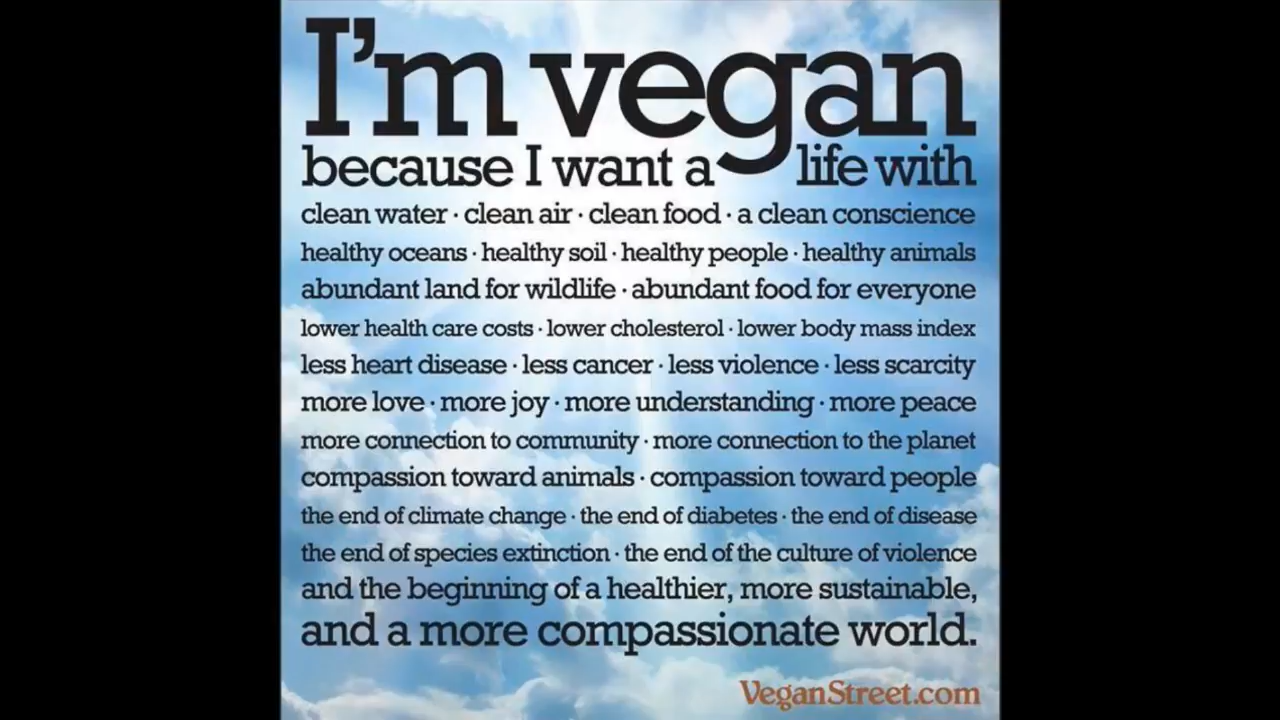 I'm vegan
because I want a life with
clean water · clean air · clean food · a clean conscience
healthy oceans · healthy soil · healthy people · healthy animals
abundant land for wildlife · abundant food for everyone
lower health care costs · lower cholesterol · lower body mass index
less heart disease · less cancer · less violence · less scarcity
more love · more joy · more understanding · more peace
more connection to community · more connection to the planet
compassion toward animals · compassion toward people
the end of climate change · the end of diabetes · the end of disease
the end of species extinction · the end of the culture of violence
and the beginning of a healthier, more sustainable,
and a more compassionate world.
VeganStreet.com